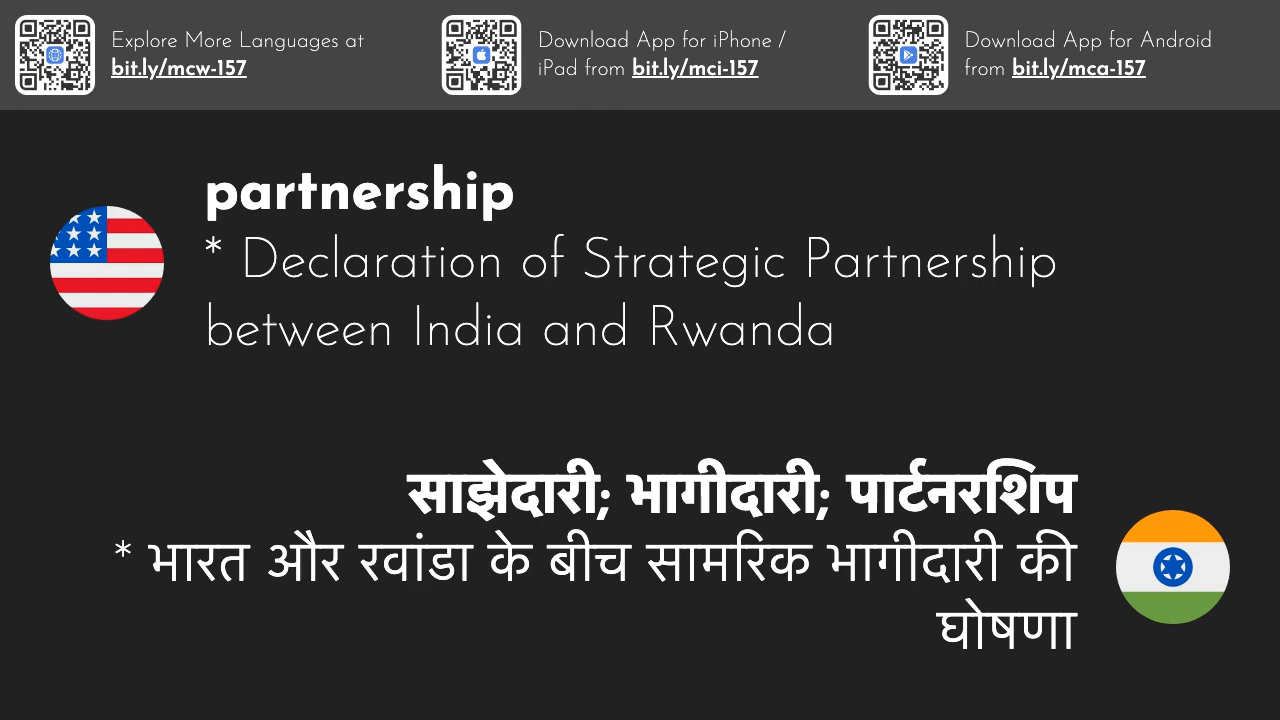 Explore More Languages at
bit.ly/mcw-157
Download App for iPhone /
iPad from bit.ly/mci-157
Download App for Android
from bit.ly/mca-157
partnership
* Declaration of Strategic Partnership
between India and Rwanda
साझेदारी; भागीदारी; पार्टनरशिप
* भारत और रवांडा के बीच सामरिक भागीदारी की
घोषणा